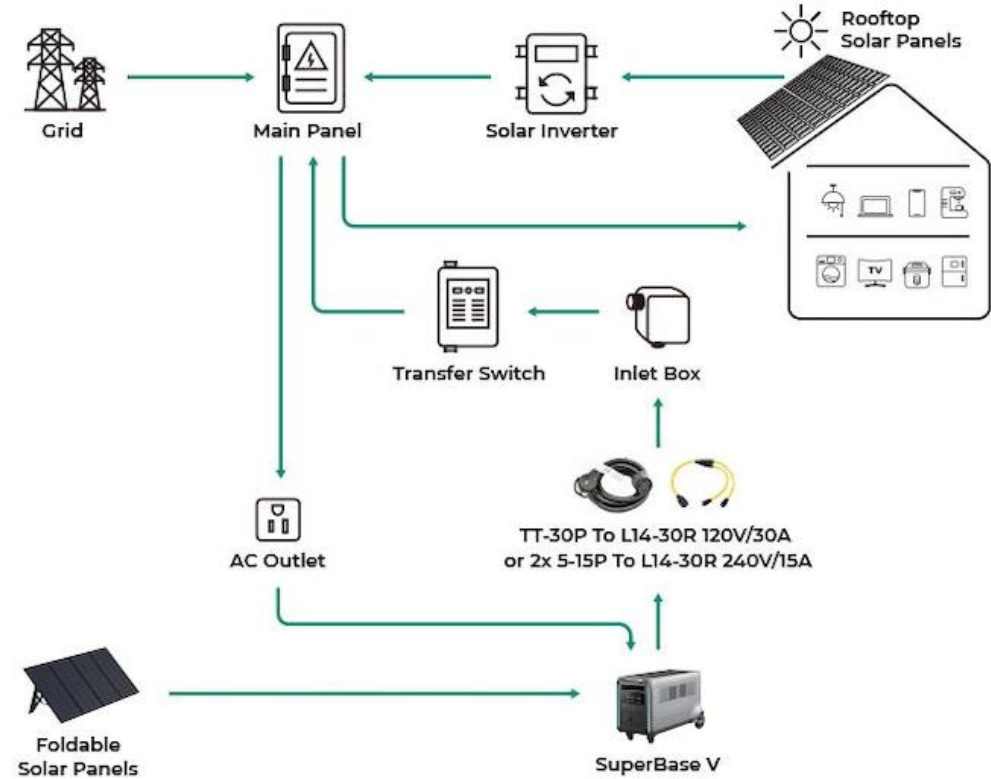 Rooftop
Solar Panels
Grid
Main Panel
Solar Inverter
TV
Transfer Switch
Inlet Box
TT-30P To L14-30R 120V/30A
or 2x 5-15P To L14-30R 240V/15A
AC Outlet
Foldable
Solar Panels
SuperBase V